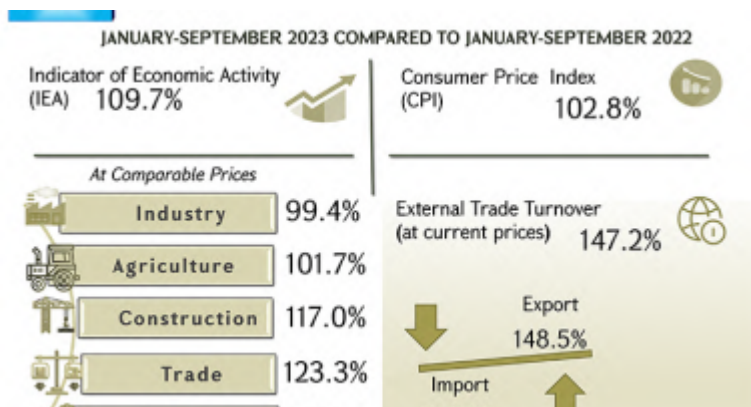 JANUARY-SEPTEMBER 2023 COMPARED TO JANUARY-SEPTEMBER 2022
Indicator of Economic Activity
(IEA) 109.7%
Consumer Price Index
(CPI) 102.8%
At Comparable Prices
Industry 99.4%
Agriculture 101.7%
Construction 117.0%
Trade 123.3%
External Trade Turnover
(at current prices) 147.2%
Export
148.5%
Import